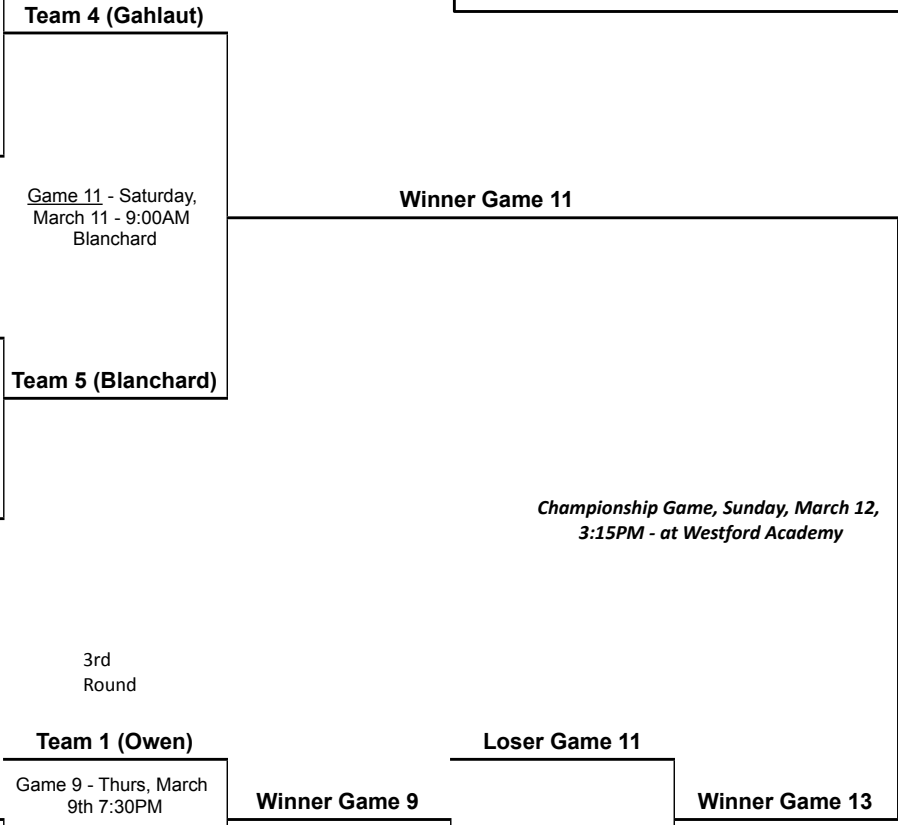 Team 4 (Gahlaut)
Game 11 - Saturday,
March 11 - 9:00AM
Blanchard
Winner Game 11
Team 5 (Blanchard)
Championship Game, Sunday, March 12,
3:15PM - at Westford Academy
3rd
Round
Team 1 (Owen)
Loser Game 11
Game 9 - Thurs, March
9th 7:30PM
Winner Game 9
Winner Game 13